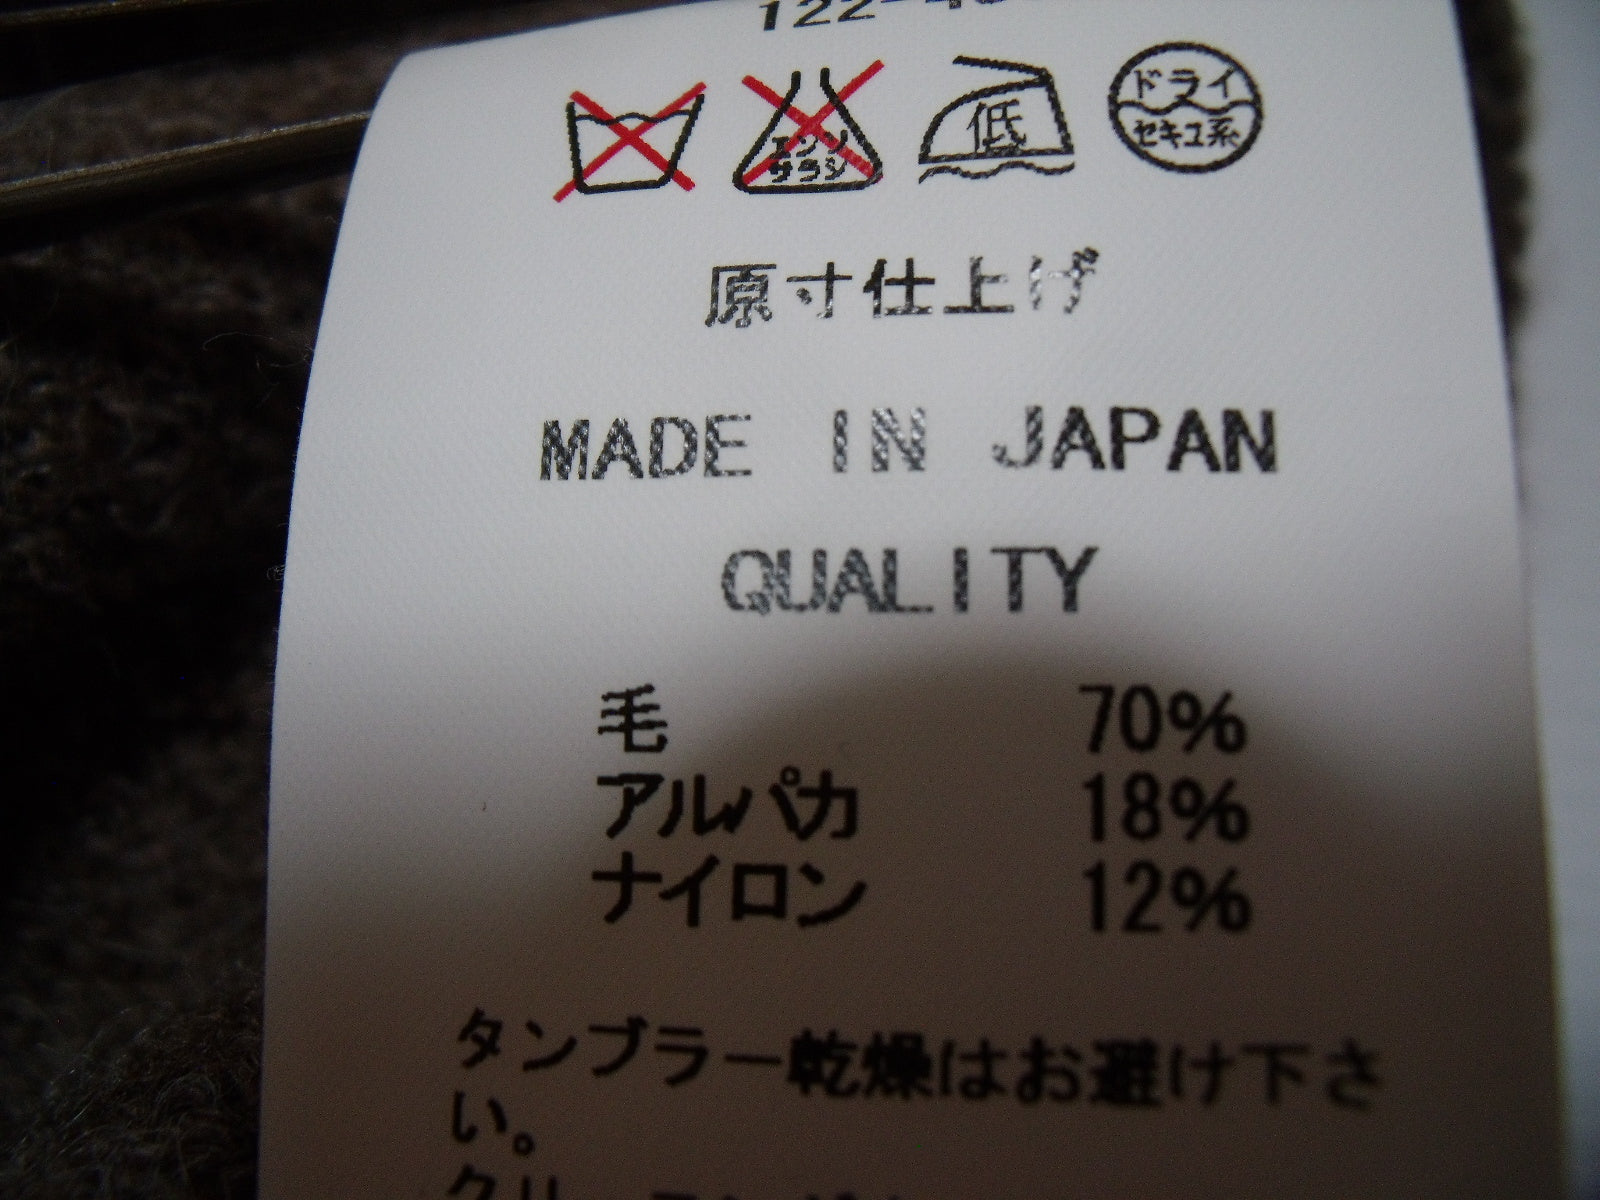 低
ドライ
セキユ系
エンソ
サラシ
原寸仕上げ
MADE IN JAPAN
QUALITY
毛 70%
アルパカ 18%
ナイロン 12%
タンブラー乾燥はお避け下さ
い。